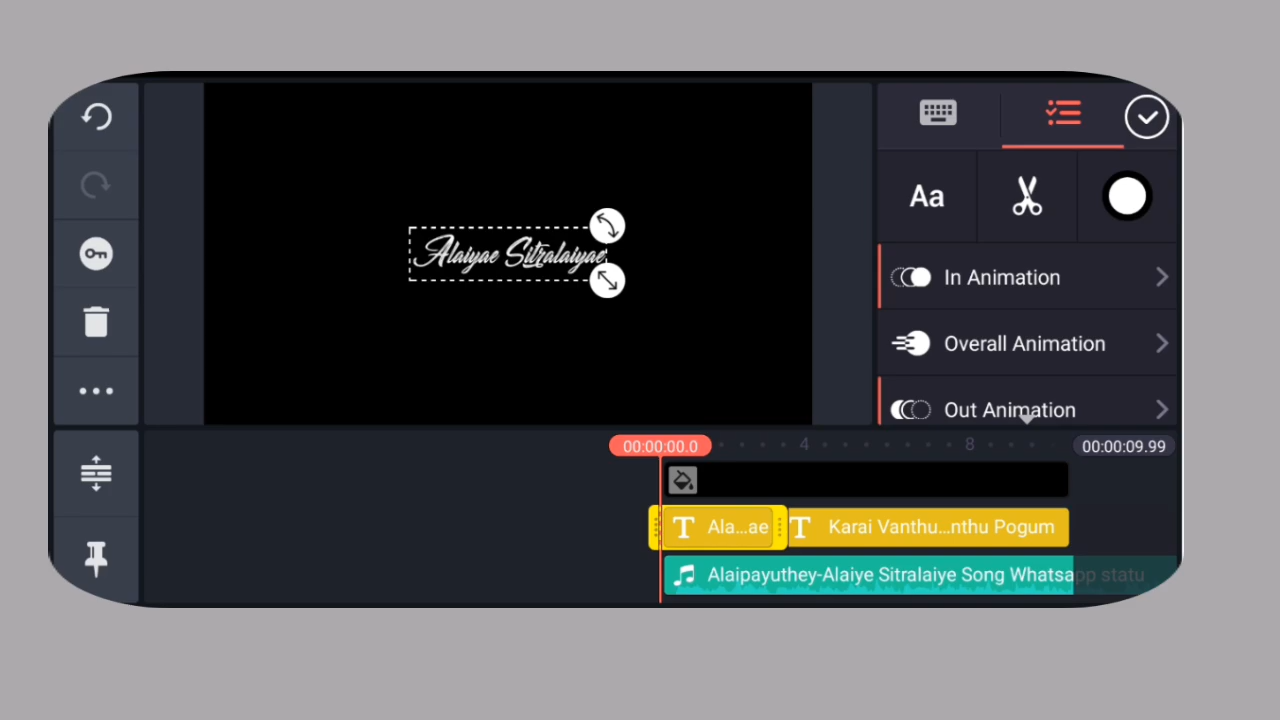 Alaiyae Sitralaiyae
Aa
In Animation
Overall Animation
Out Animation
00:00:00.0
4
8
00:00:09.99
T Ala...ae
T Karai Vanthu...nthu Pogum
Alaipayuthey-Alaiye Sitralaiye Song Whatsapp statu